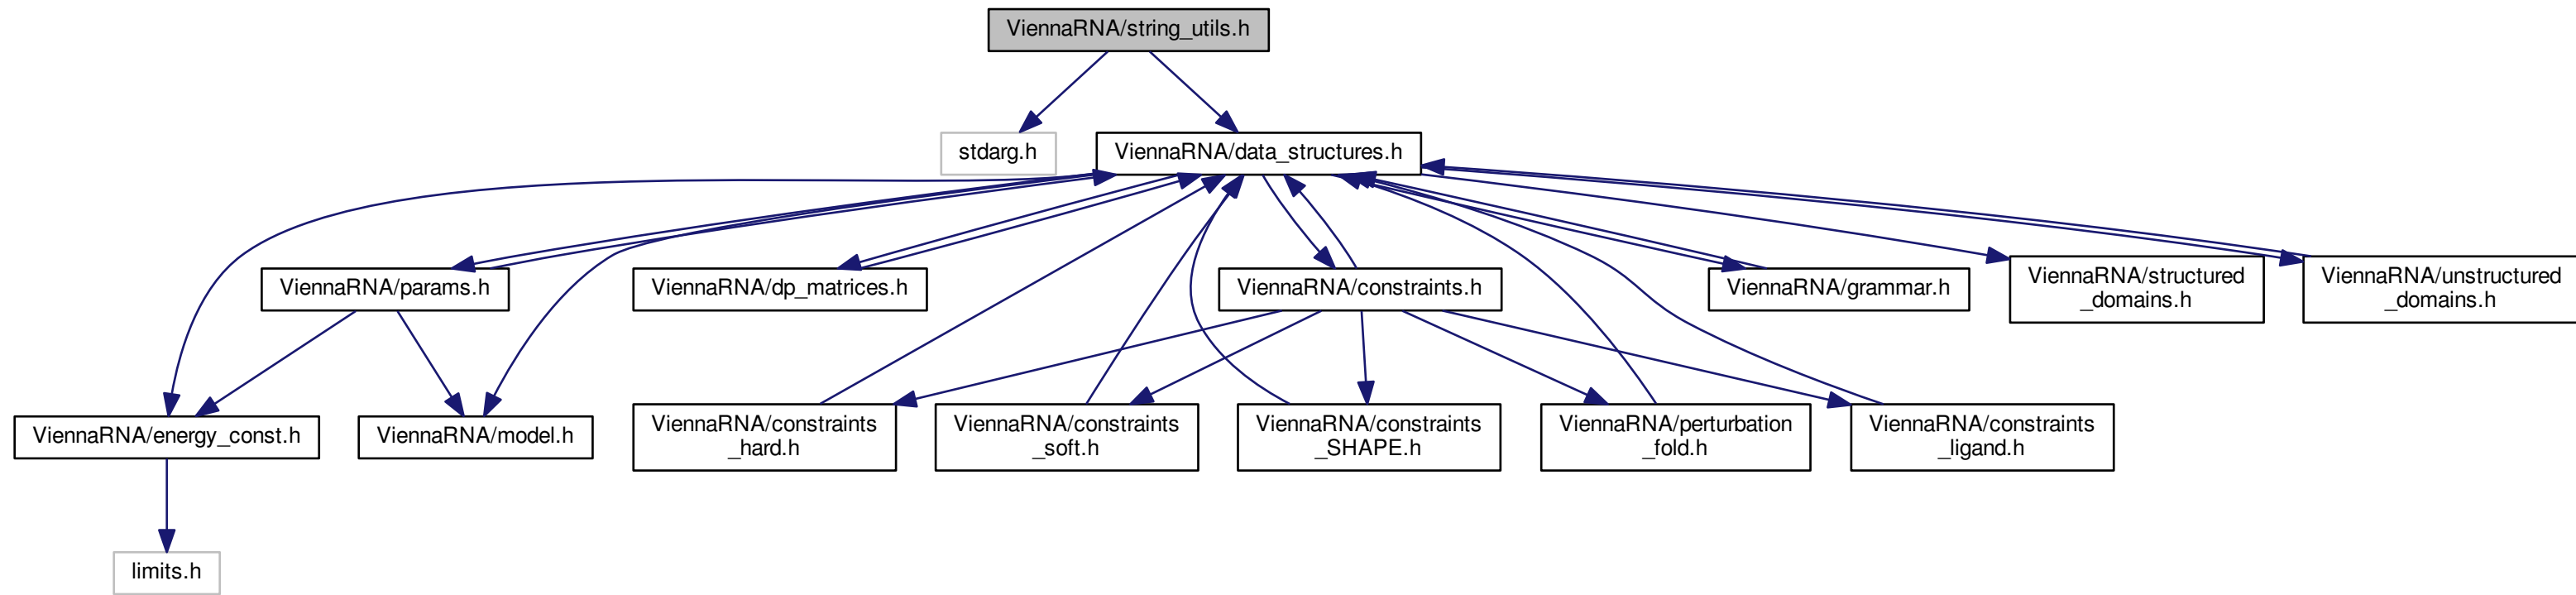 ViennaRNA/string_utils.h
stdarg.h
ViennaRNA/data_structures.h
ViennaRNA/params.h
ViennaRNA/dp_matrices.h
ViennaRNA/constraints.h
ViennaRNA/grammar.h
ViennaRNA/structured
_domains.h
ViennaRNA/unstructured
_domains.h
ViennaRNA/energy_const.h
ViennaRNA/model.h
ViennaRNA/constraints
_hard.h
ViennaRNA/constraints
_soft.h
ViennaRNA/constraints
_SHAPE.h
ViennaRNA/perturbation
_fold.h
ViennaRNA/constraints
_ligand.h
limits.h